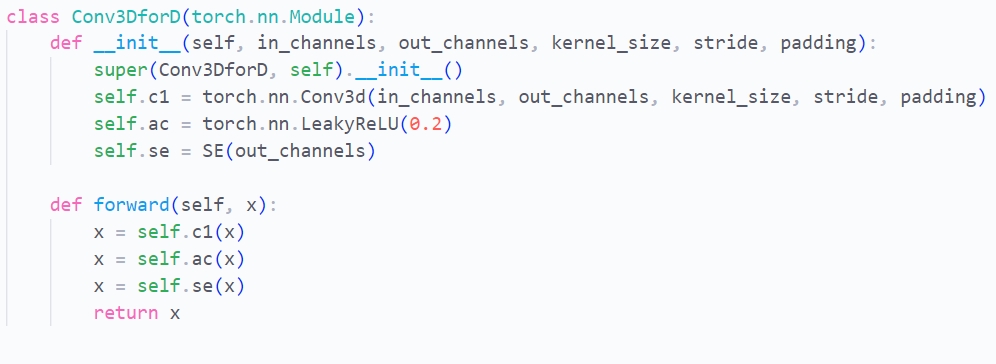 class Conv3DforD(torch.nn.Module):
    def __init__(self, in_channels, out_channels, kernel_size, stride, padding):
        super(Conv3DforD, self).__init__()
        self.c1 = torch.nn.Conv3d(in_channels, out_channels, kernel_size, stride, padding)
        self.ac = torch.nn.LeakyReLU(0.2)
        self.se = SE(out_channels)

    def forward(self, x):
        x = self.c1(x)
        x = self.ac(x)
        x = self.se(x)
        return x